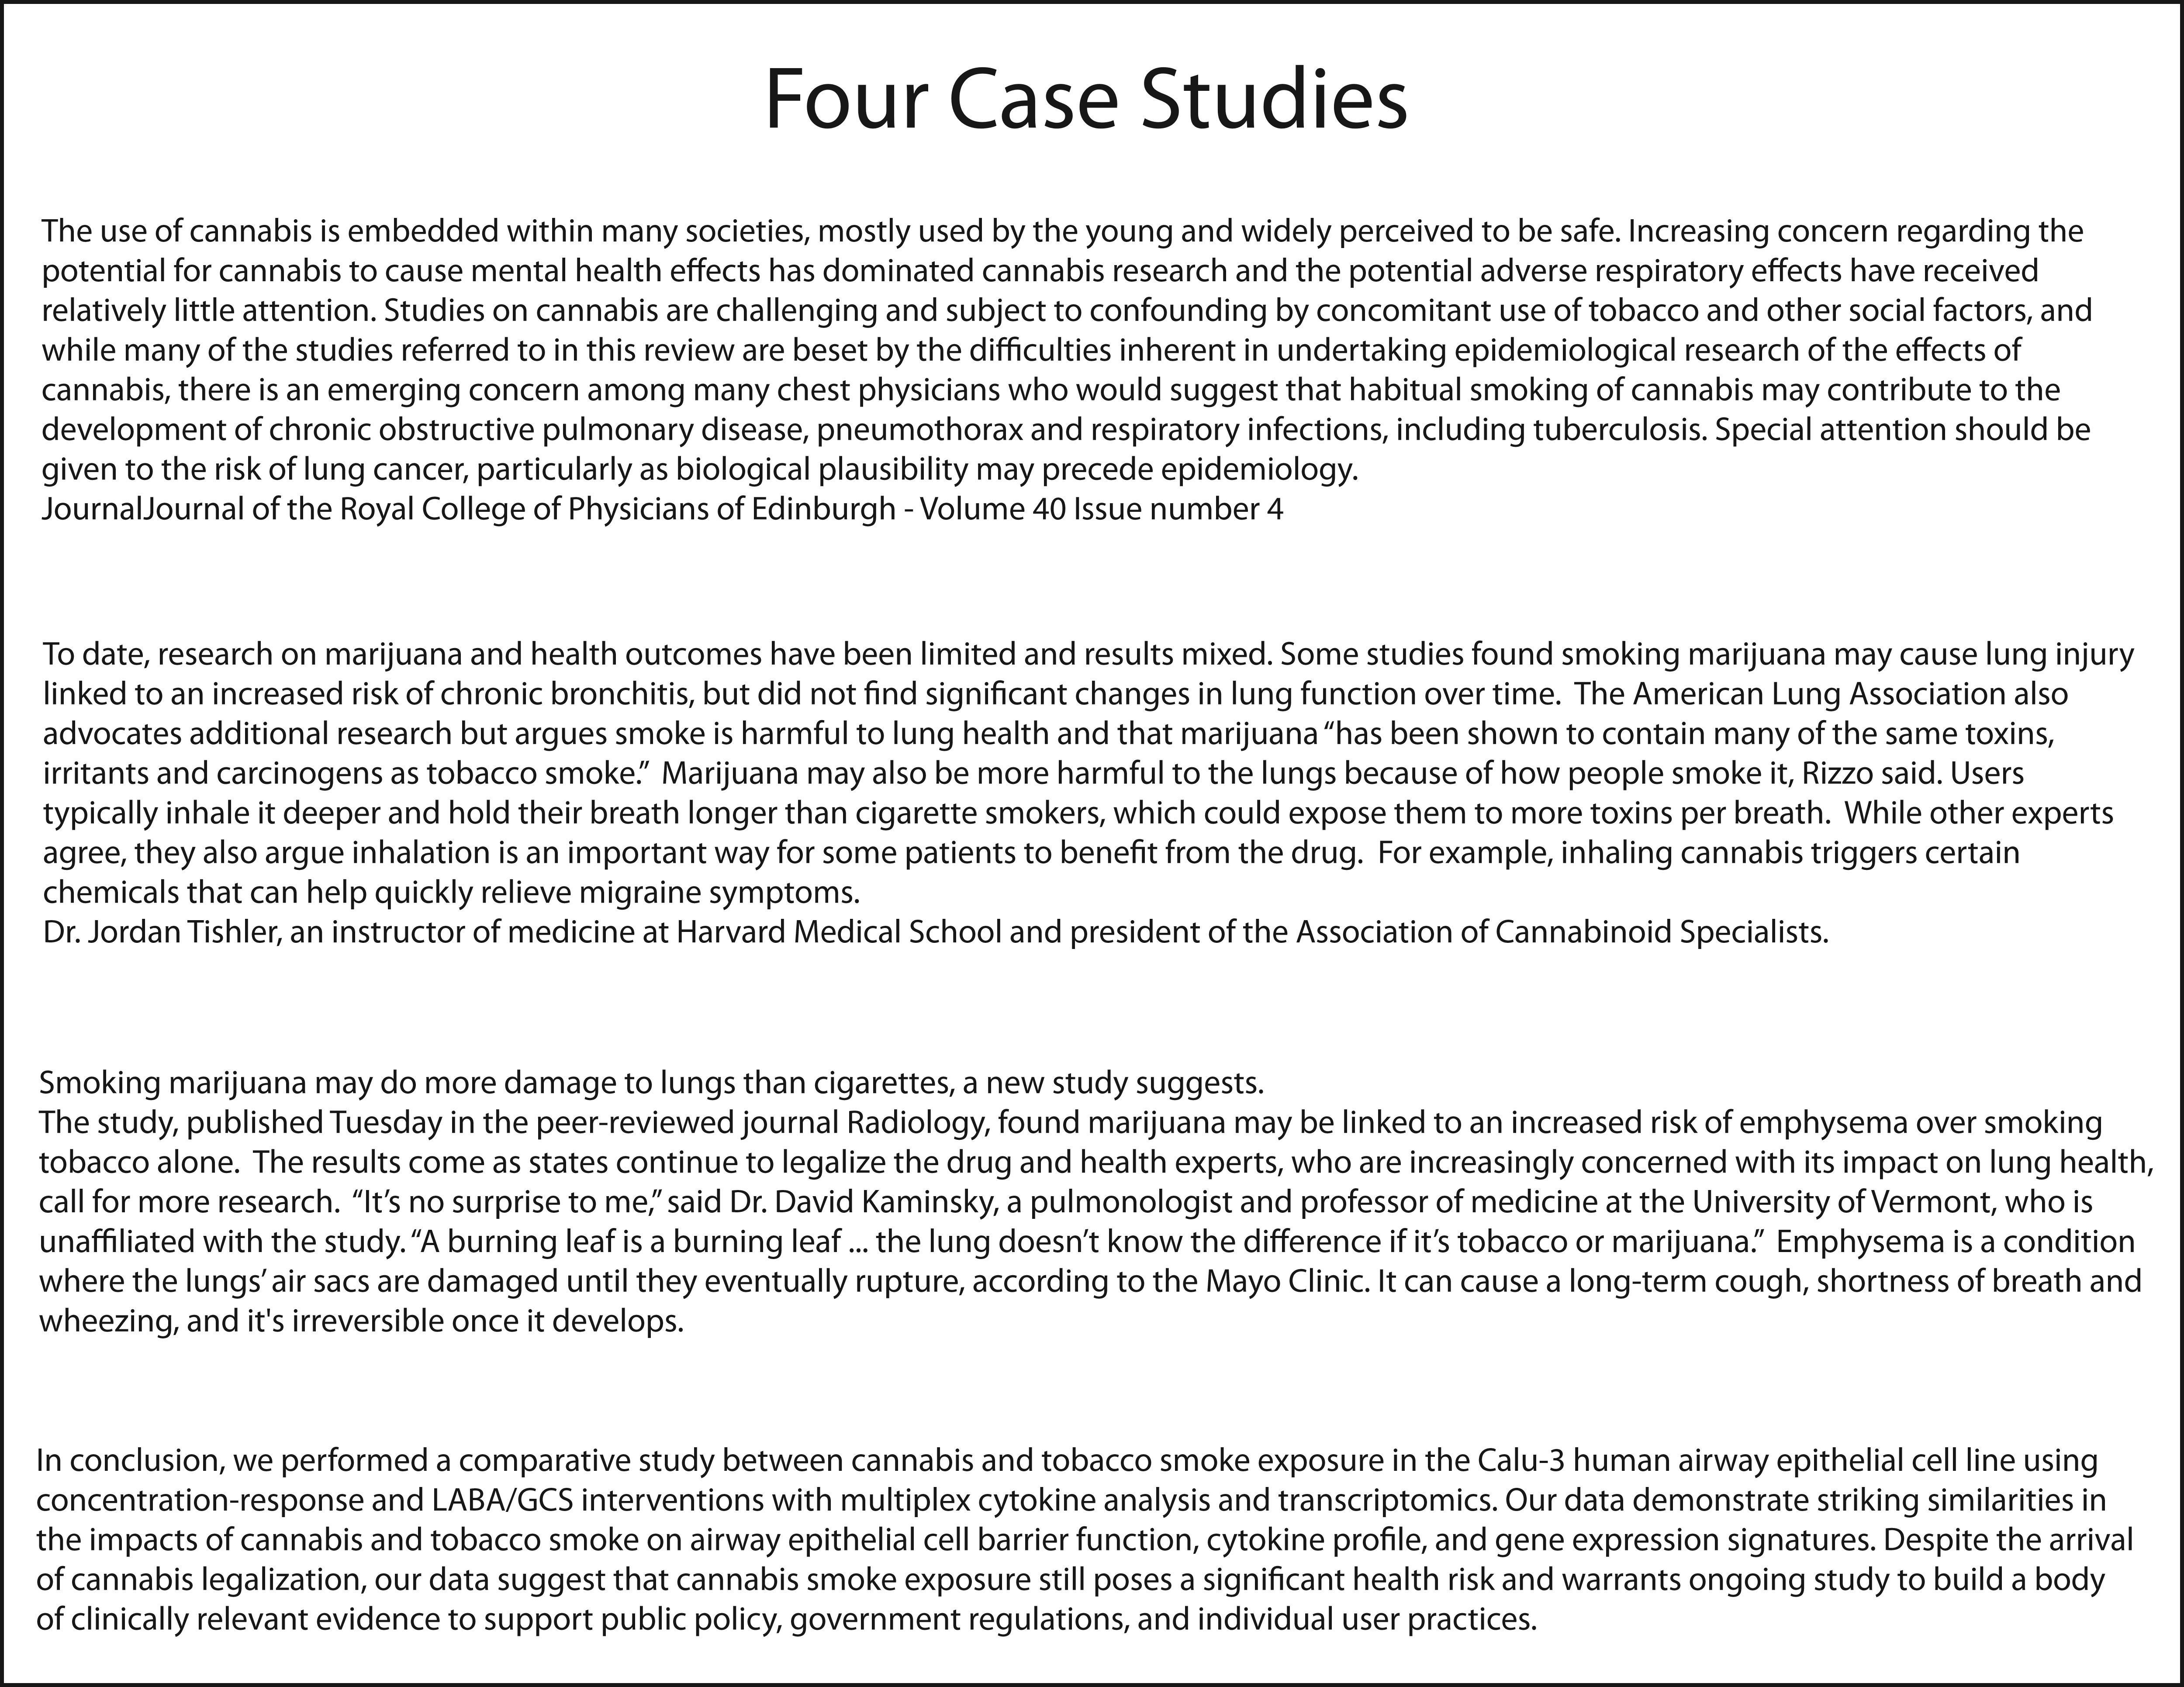 Four Case Studies
The use of cannabis is embedded within many societies, mostly used by the young and widely perceived to be safe. Increasing concern regarding the
potential for cannabis to cause mental health effects has dominated cannabis research and the potential adverse respiratory effects have received
relatively little attention. Studies on cannabis are challenging and subject to confounding by concomitant use of tobacco and other social factors, and
while many of the studies referred to in this review are beset by the difficulties inherent in undertaking epidemiological research of the effects of
cannabis, there is an emerging concern among many chest physicians who would suggest that habitual smoking of cannabis may contribute to the
development of chronic obstructive pulmonary disease, pneumothorax and respiratory infections, including tuberculosis. Special attention should be
given to the risk of lung cancer, particularly as biological plausibility may precede epidemiology.
JournalJournal of the Royal College of Physicians of Edinburgh - Volume 40 Issue number 4
To date, research on marijuana and health outcomes have been limited and results mixed. Some studies found smoking marijuana may cause lung injury
linked to an increased risk of chronic bronchitis, but did not find significant changes in lung function over time.  The American Lung Association also
advocates additional research but argues smoke is harmful to lung health and that marijuana “has been shown to contain many of the same toxins,
irritants and carcinogens as tobacco smoke.”  Marijuana may also be more harmful to the lungs because of how people smoke it, Rizzo said. Users
typically inhale it deeper and hold their breath longer than cigarette smokers, which could expose them to more toxins per breath.  While other experts
agree, they also argue inhalation is an important way for some patients to benefit from the drug.  For example, inhaling cannabis triggers certain
chemicals that can help quickly relieve migraine symptoms.
Dr. Jordan Tishler, an instructor of medicine at Harvard Medical School and president of the Association of Cannabinoid Specialists.
Smoking marijuana may do more damage to lungs than cigarettes, a new study suggests.
The study, published Tuesday in the peer-reviewed journal Radiology, found marijuana may be linked to an increased risk of emphysema over smoking
tobacco alone.  The results come as states continue to legalize the drug and health experts, who are increasingly concerned with its impact on lung health,
call for more research.  “It’s no surprise to me,” said Dr. David Kaminsky, a pulmonologist and professor of medicine at the University of Vermont, who is
unaffiliated with the study. “A burning leaf is a burning leaf ... the lung doesn’t know the difference if it’s tobacco or marijuana.”  Emphysema is a condition
where the lungs’ air sacs are damaged until they eventually rupture, according to the Mayo Clinic. It can cause a long-term cough, shortness of breath and
wheezing, and it's irreversible once it develops.
In conclusion, we performed a comparative study between cannabis and tobacco smoke exposure in the Calu-3 human airway epithelial cell line using
concentration-response and LABA/GCS interventions with multiplex cytokine analysis and transcriptomics. Our data demonstrate striking similarities in
the impacts of cannabis and tobacco smoke on airway epithelial cell barrier function, cytokine profile, and gene expression signatures. Despite the arrival
of cannabis legalization, our data suggest that cannabis smoke exposure still poses a significant health risk and warrants ongoing study to build a body
of clinically relevant evidence to support public policy, government regulations, and individual user practices.